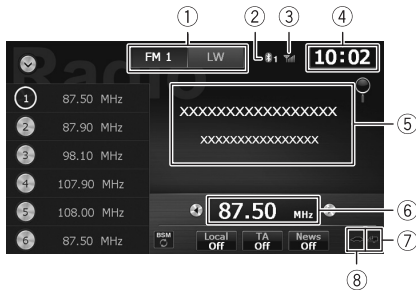 ① ② ③ ④
Radio
FM 1 LW 1 10:02
1 87.50 MHz
2 87.90 MHz
3 98.10 MHz
4 107.90 MHz
5 108.00 MHz
6 87.50 MHz
XXXXXXXXXXXXXXXXX
XXXXXXXXXXXXXXXX
⑤
87.50 MHz
⑥
BSM
Local Off
TA Off
News Off
⑦
⑧